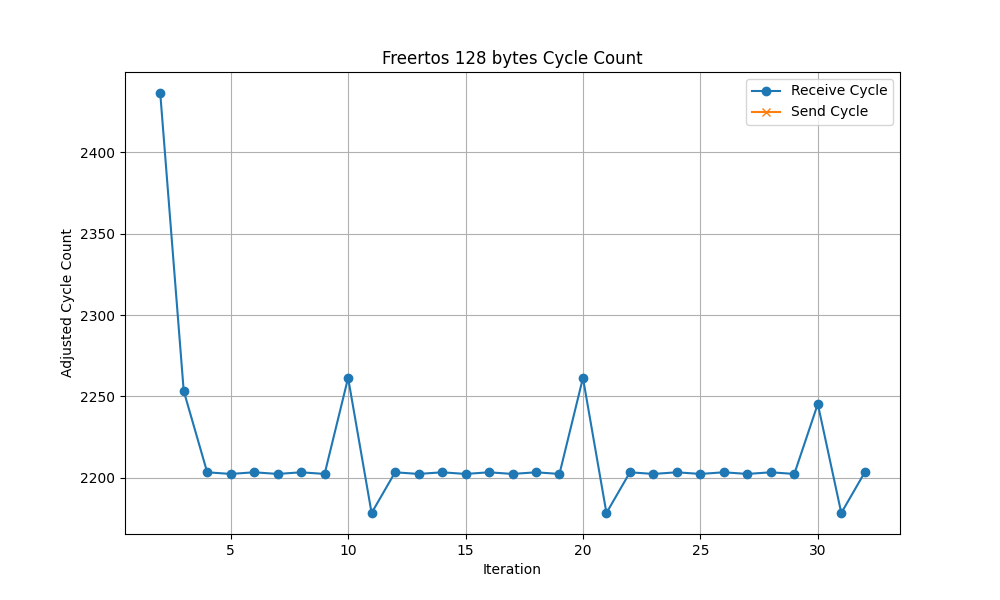 Freertos 128 bytes Cycle Count
Receive Cycle
Send Cycle
Adjusted Cycle Count
2400
2350
2300
2250
2200
5
10
15
20
25
30
Iteration